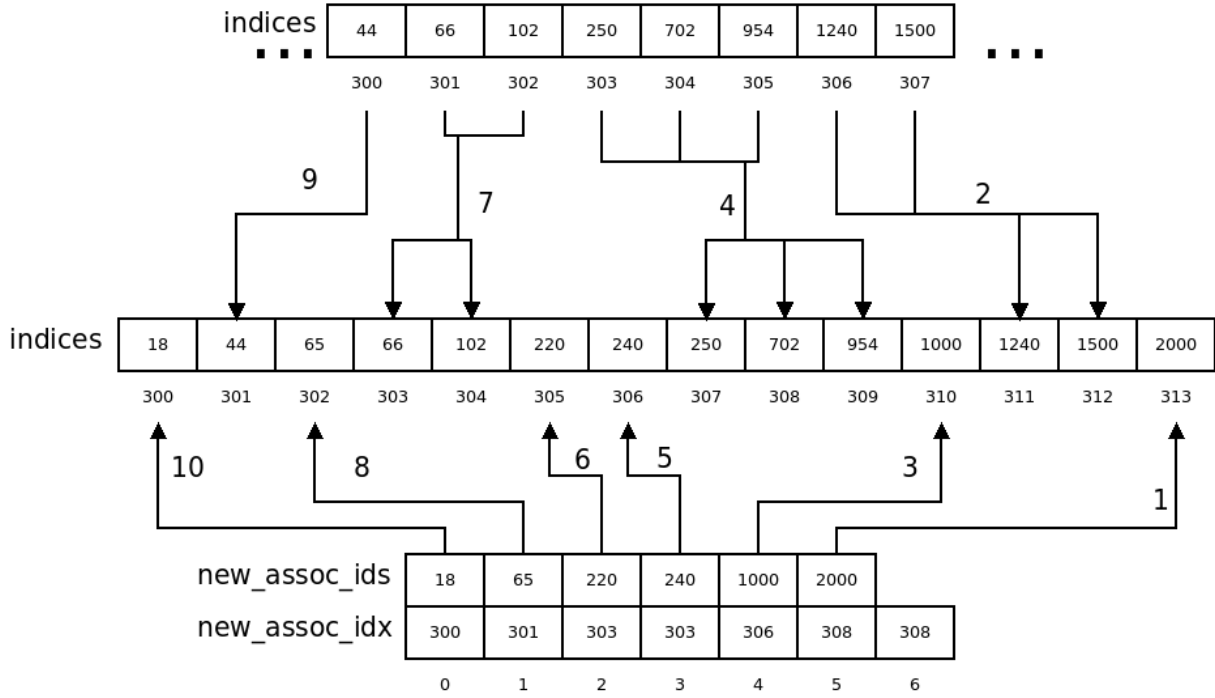 indices 44 66 102 250 702 954 1240 1500
... ...
300 301 302 303 304 305 306 307
9 7 4 2
indices 18 44 65 66 102 220 240 250 702 954 1000 1240 1500 2000
300 301 302 303 304 305 306 307 308 309 310 311 312 313
10 8 6 5 3 1
new_assoc_ids 18 65 220 240 1000 2000
new_assoc_idx 300 301 303 303 306 308 308
0 1 2 3 4 5 6